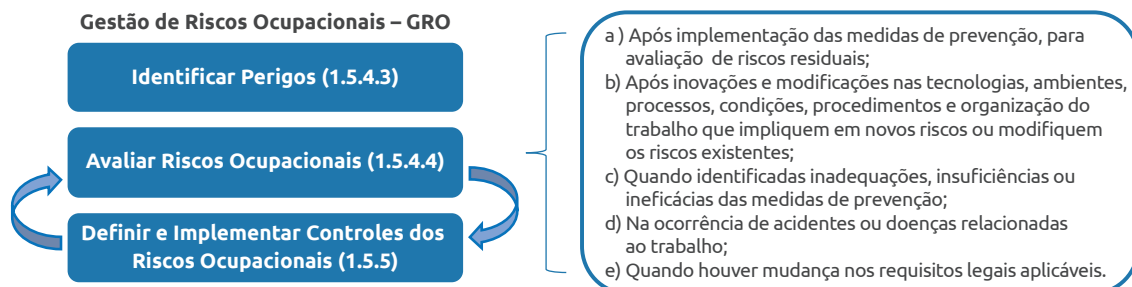 Gestão de Riscos Ocupacionais – GRO
Identificar Perigos (1.5.4.3)
Avaliar Riscos Ocupacionais (1.5.4.4)
Definir e Implementar Controles dos
Riscos Ocupacionais (1.5.5)
a ) Após implementação das medidas de prevenção, para
avaliação de riscos residuais;
b) Após inovações e modificações nas tecnologias, ambientes,
processos, condições, procedimentos e organização do
trabalho que impliquem em novos riscos ou modifiquem
os riscos existentes;
c) Quando identificadas inadequações, insuficiências ou
ineficácias das medidas de prevenção;
d) Na ocorrência de acidentes ou doenças relacionadas
ao trabalho;
e) Quando houver mudança nos requisitos legais aplicáveis.